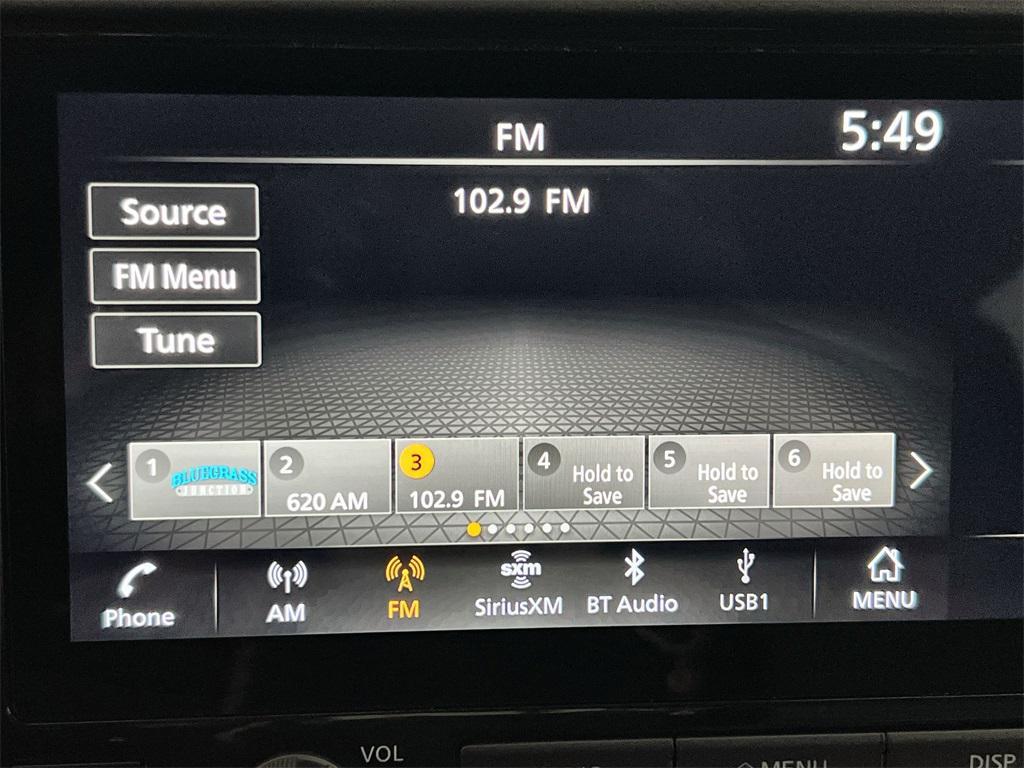 FM
5:49
102.9 FM
Source
FM Menu
Tune
1
BLUEGRASS
JUNCTION
2
620 AM
3
102.9 FM
4
Hold to
Save
5
Hold to
Save
6
Hold to
Save
Phone
AM
FM
sxm
SiriusXM
BT Audio
USB1
MENU
VOL
MENU
DISP